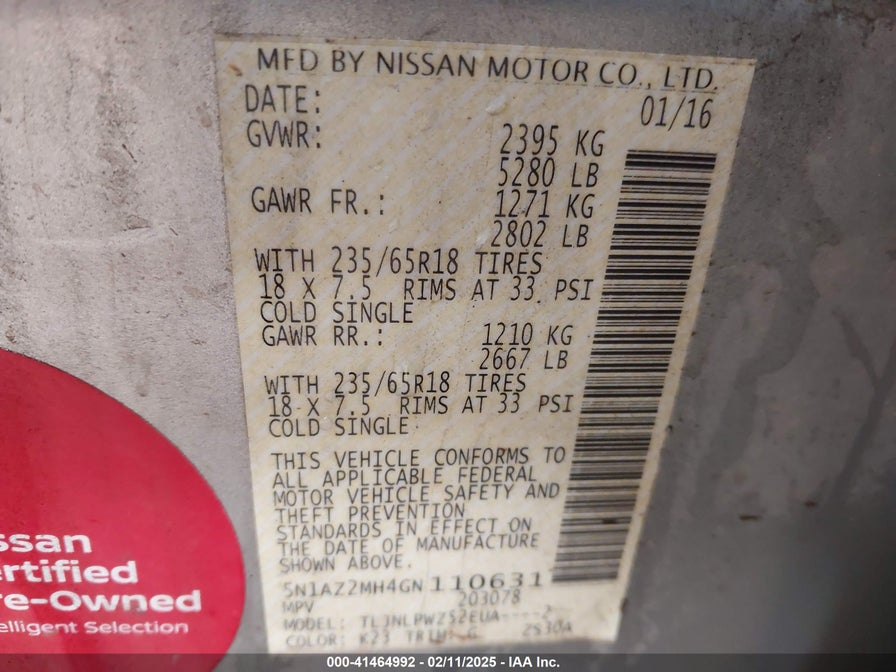 MFD BY NISSAN MOTOR CO., LTD.
DATE: 01/16
GVWR: 2395 KG
5280 LB
GAWR FR.: 1271 KG
2802 LB
WITH 235/65R18 TIRES
18 X 7.5 RIMS AT 33 PSI
COLD SINGLE
GAWR RR.: 1210 KG
2667 LB
WITH 235/65R18 TIRES
18 X 7.5 RIMS AT 33 PSI
COLD SINGLE
THIS VEHICLE CONFORMS TO
ALL APPLICABLE FEDERAL
MOTOR VEHICLE SAFETY AND
THEFT PREVENTION
STANDARDS IN EFFECT ON
THE DATE OF MANUFACTURE
SHOWN ABOVE.
5N1AZ2MH4GN 110631
MPV 203078
MODEL:
COLOR: K23 TRIM: G
ssan
ertified
re-Owned
elligent Selection
000-41464992 - 02/11/2025 - IAA Inc.